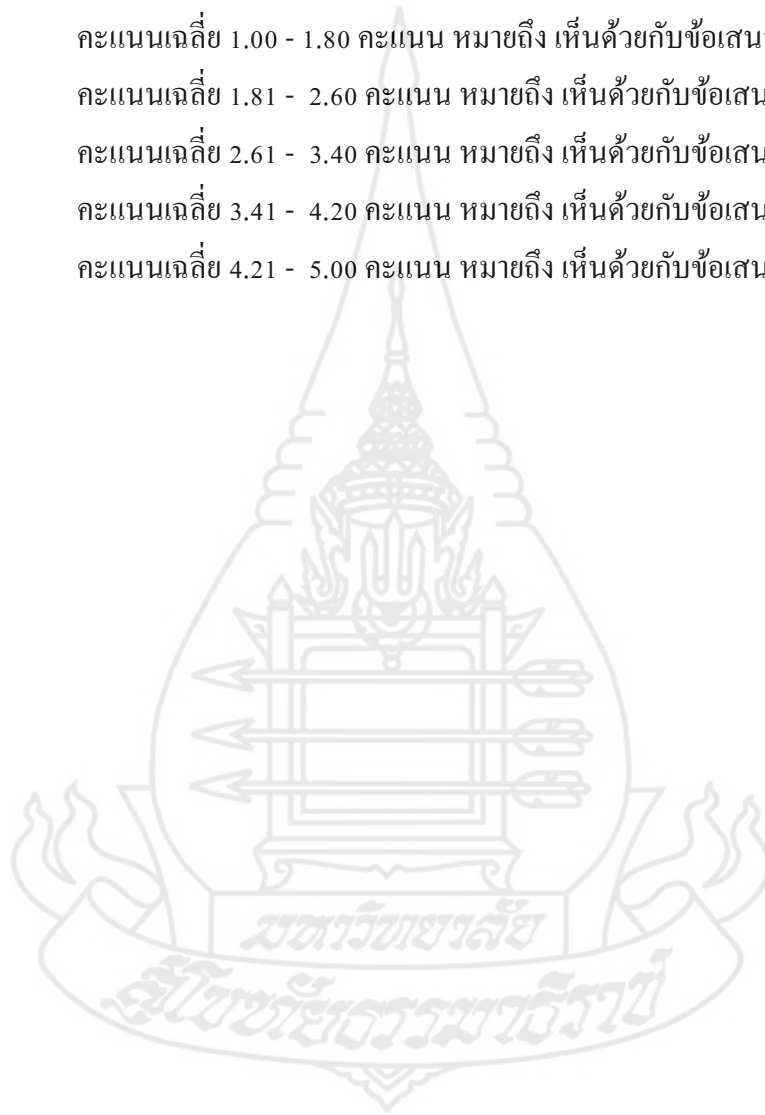 คะแนนเฉลี่ย 1.00 - 1.80 คะแนน หมายถึง เห็นด้วยกับข้อเสน
คะแนนเฉลี่ย 1.81 - 2.60 คะแนน หมายถึง เห็นด้วยกับข้อเสน
คะแนนเฉลี่ย 2.61 - 3.40 คะแนน หมายถึง เห็นด้วยกับข้อเสน
คะแนนเฉลี่ย 3.41 - 4.20 คะแนน หมายถึง เห็นด้วยกับข้อเสน
คะแนนเฉลี่ย 4.21 - 5.00 คะแนน หมายถึง เห็นด้วยกับข้อเสน
มหาวิทยาลัย
สุโขทัยธรรมาธิราช